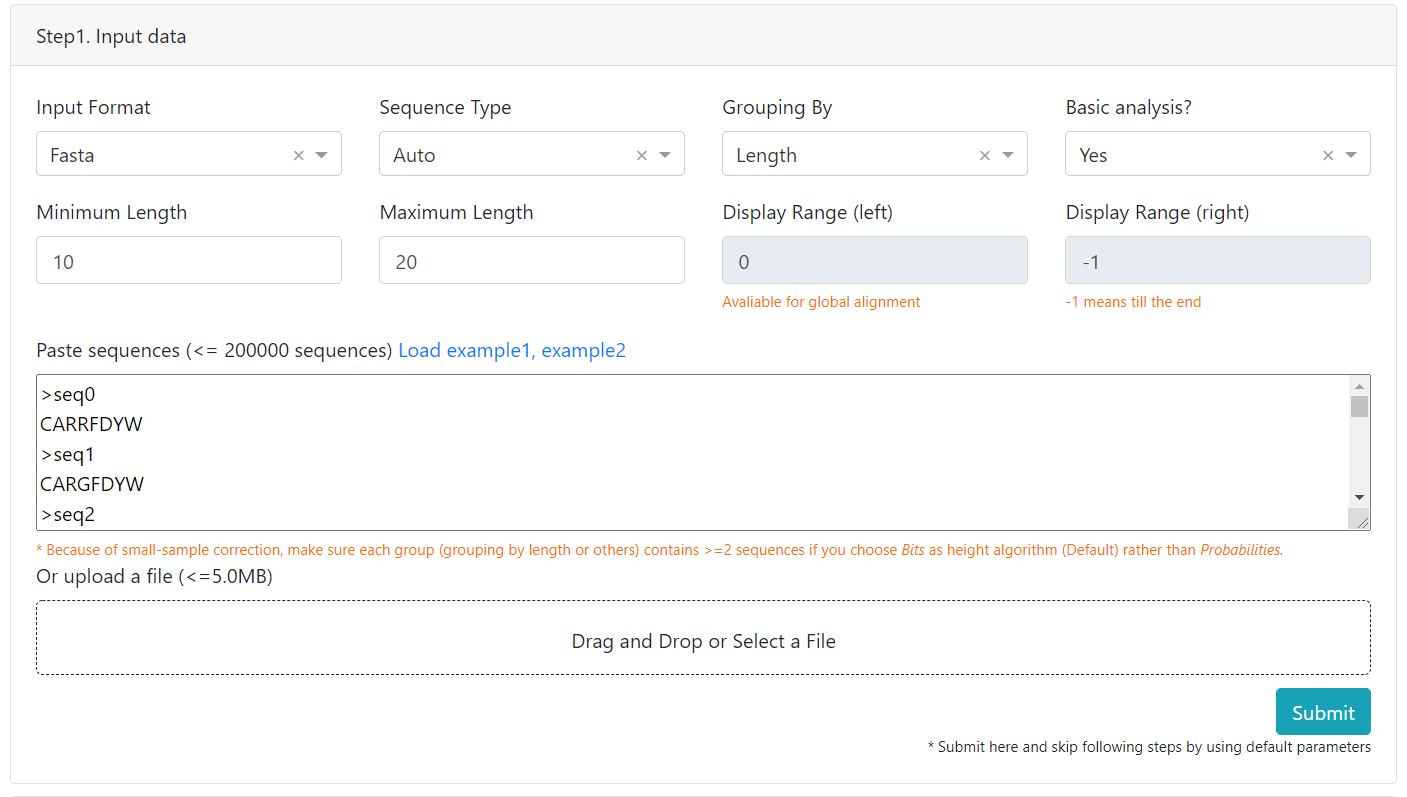 Step1. Input data
Input Format
Sequence Type
Grouping By
Basic analysis?
Fasta
Auto
Length
Yes
Minimum Length
Maximum Length
Display Range (left)
Display Range (right)
10
20
0
-1
Avaliable for global alignment
-1 means till the end
Paste sequences (<= 200000 sequences) Load example1, example2
>seq0
CARRFDYW
>seq1
CARGFDYW
>seq2
* Because of small-sample correction, make sure each group (grouping by length or others) contains >=2 sequences if you choose Bits as height algorithm (Default) rather than Probabilities.
Or upload a file (<=5.0MB)
Drag and Drop or Select a File
Submit
* Submit here and skip following steps by using default parameters